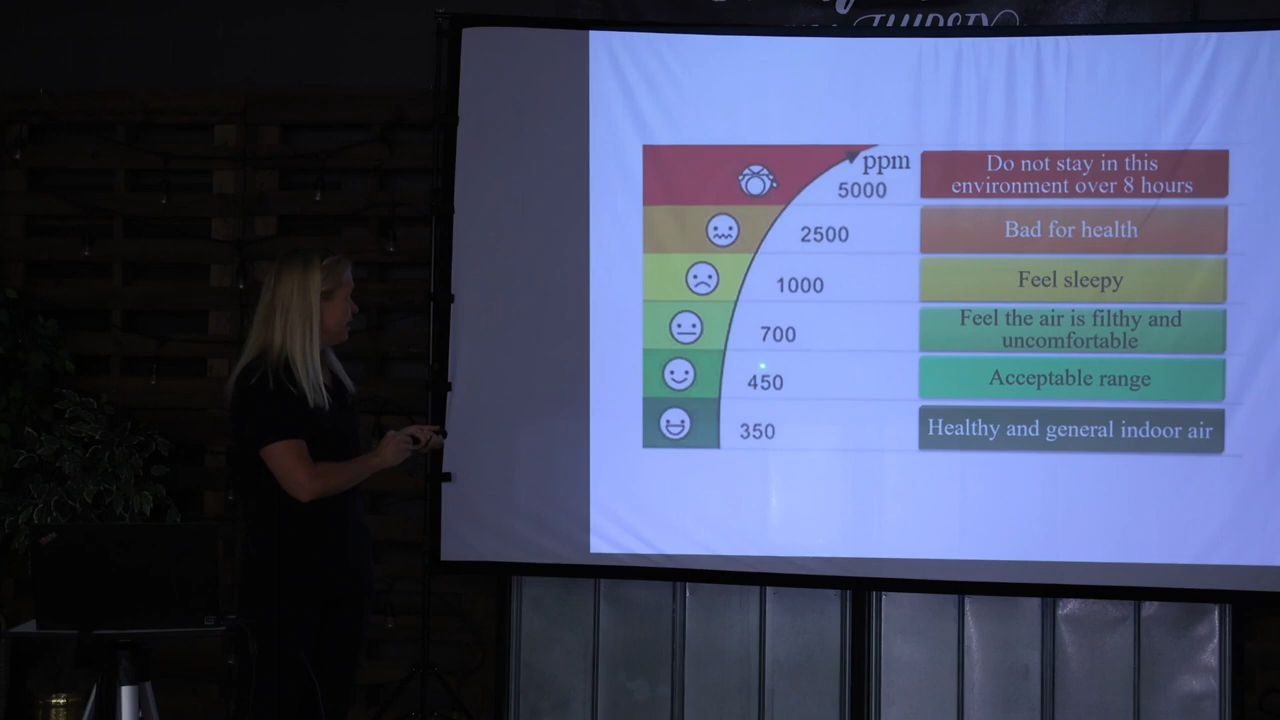 THIRSTY
ppm
5000
Do not stay in this
environment over 8 hours
2500
Bad for health
1000
Feel sleepy
700
Feel the air is filthy and
uncomfortable
450
Acceptable range
350
Healthy and general indoor air